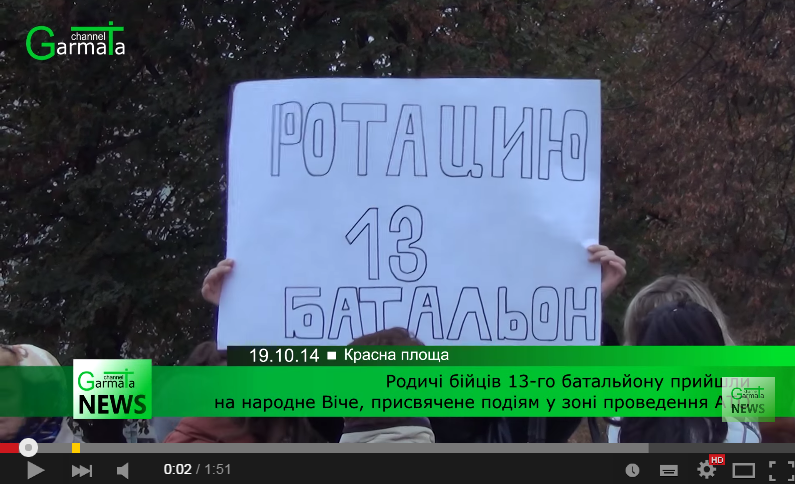 Garmata
channel
РОТАЦИЮ
13
БАТАЛЬОН
19.10.14 ■ Красна площа
Родичі бійців 13-го батальйону прийшли
на народне Віче, присвячене подіям у зоні проведення
channel
Garmata
NEWS
channel
Garmata
NEWS
0:02 / 1:51
HD